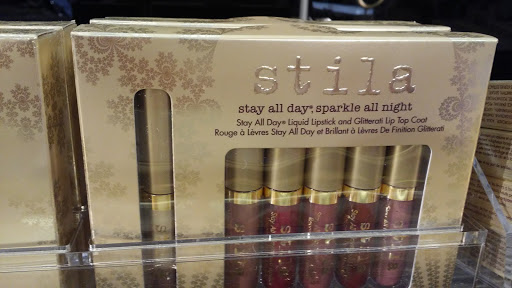 stila
stay all day® sparkle all night
Stay All Day® Liquid Lipstick and Glitterati Lip Top Coat
Rouge à Lèvres Stay All Day et Brillant à Lèvres De Finition Glitterati